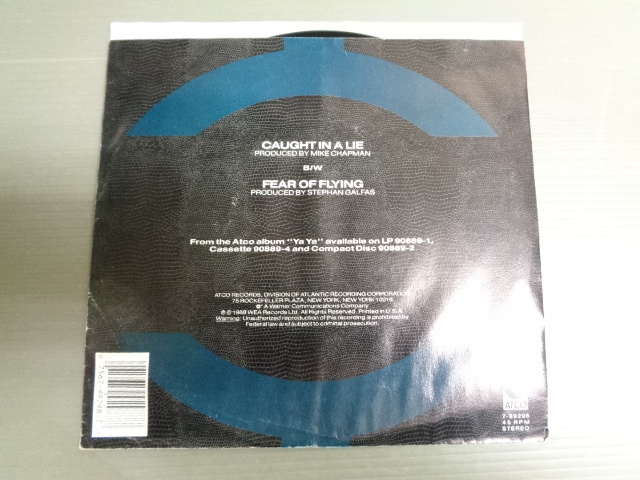 CAUGHT IN A LIE
PRODUCED BY MIKE CHAPMAN
B/W
FEAR OF FLYING
PRODUCED BY STEPHAN GALFAS
From the Atco album "Ya Ya" available on LP 90889-1,
Cassette 90889-4 and Compact Disc 90889-2
ATCO RECORDS, DIVISION OF ATLANTIC RECORDING CORPORATION
75 ROCKEFELLER PLAZA, NEW YORK, NEW YORK 10019
A Warner Communications Company
℗ © 1988 WEA Records Ltd. All Rights Reserved. Printed in U.S.A.
Warning: Unauthorized reproduction of this recording is prohibited by
Federal law and subject to criminal prosecution.
ATCO
7-99298
45 RPM
STEREO